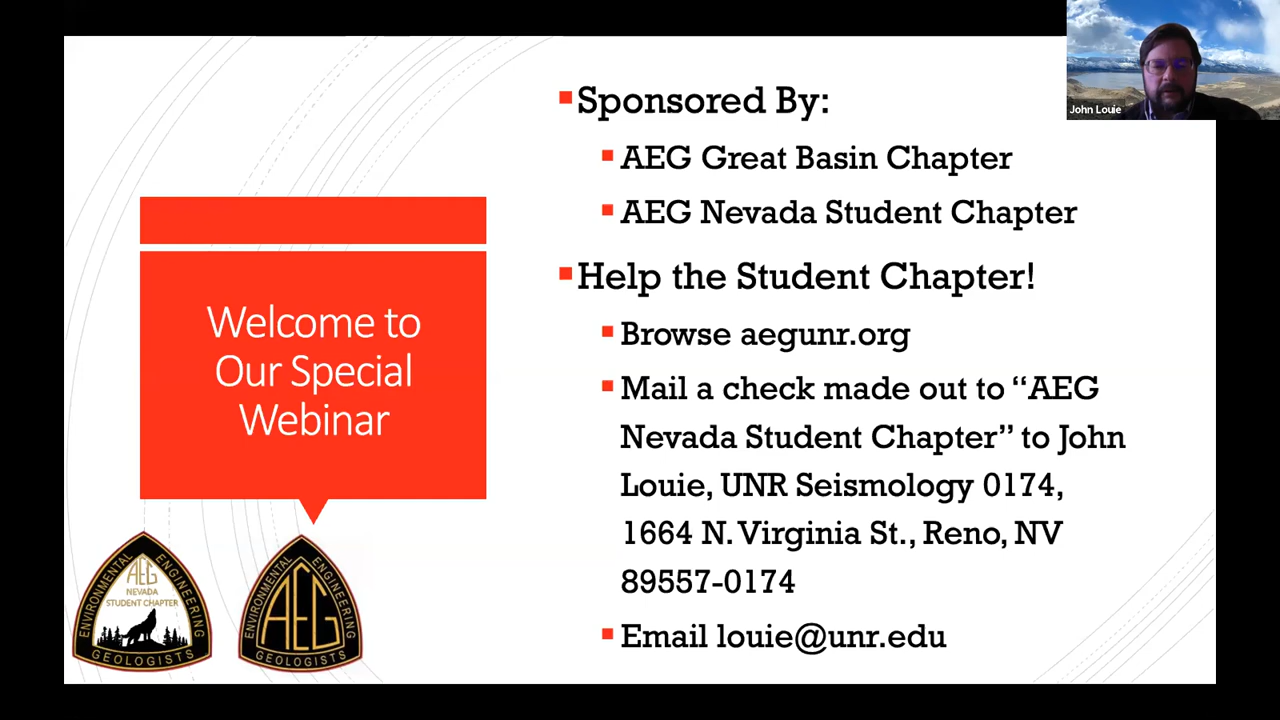 John Louie
Sponsored By:
AEG Great Basin Chapter
AEG Nevada Student Chapter
Help the Student Chapter!
Browse aegunr.org
Mail a check made out to “AEG
Nevada Student Chapter” to John
Louie, UNR Seismology 0174,
1664 N. Virginia St., Reno, NV
89557-0174
Email louie@unr.edu
Welcome to
Our Special
Webinar
AEG
NEVADA
STUDENT CHAPTER
ENVIRONMENTAL
ENGINEERING
GEOLOGISTS
AEG
ENVIRONMENTAL
ENGINEERING
GEOLOGISTS